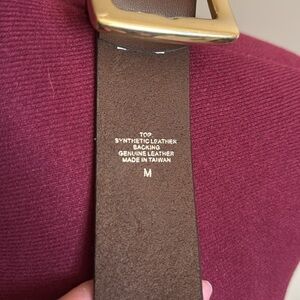 TOP
SYNTHETIC LEATHER
BACKING
GENUINE LEATHER
MADE IN TAIWAN
M